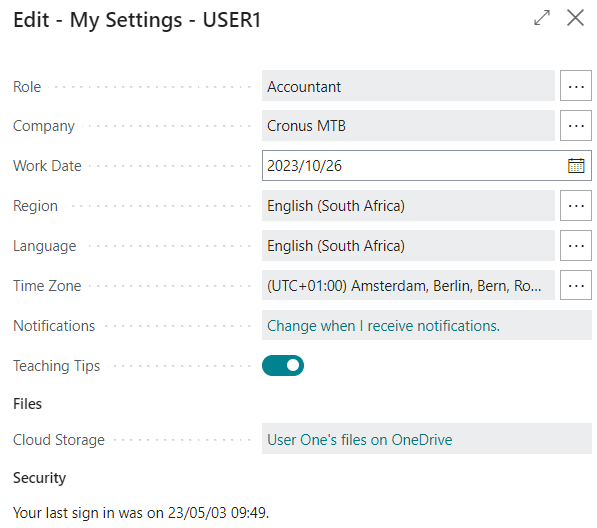 Edit - My Settings - USER1
Role Accountant
Company Cronus MTB
Work Date 2023/10/26
Region English (South Africa)
Language English (South Africa)
Time Zone (UTC+01:00) Amsterdam, Berlin, Bern, Ro...
Notifications Change when I receive notifications.
Teaching Tips
Files
Cloud Storage User One's files on OneDrive
Security
Your last sign in was on 23/05/03 09:49.